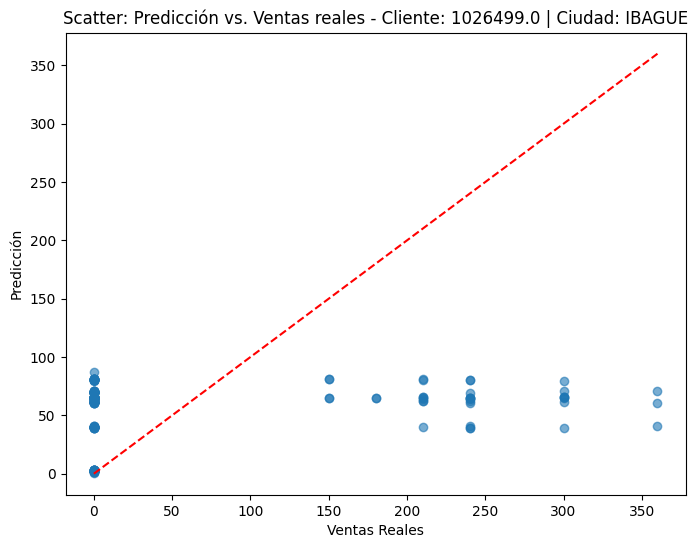 Scatter: Predicción vs. Ventas reales - Cliente: 1026499.0 | Ciudad: IBAGUE
350
300
250
200
150
100
50
0
Predicción
0 50 100 150 200 250 300 350
Ventas Reales